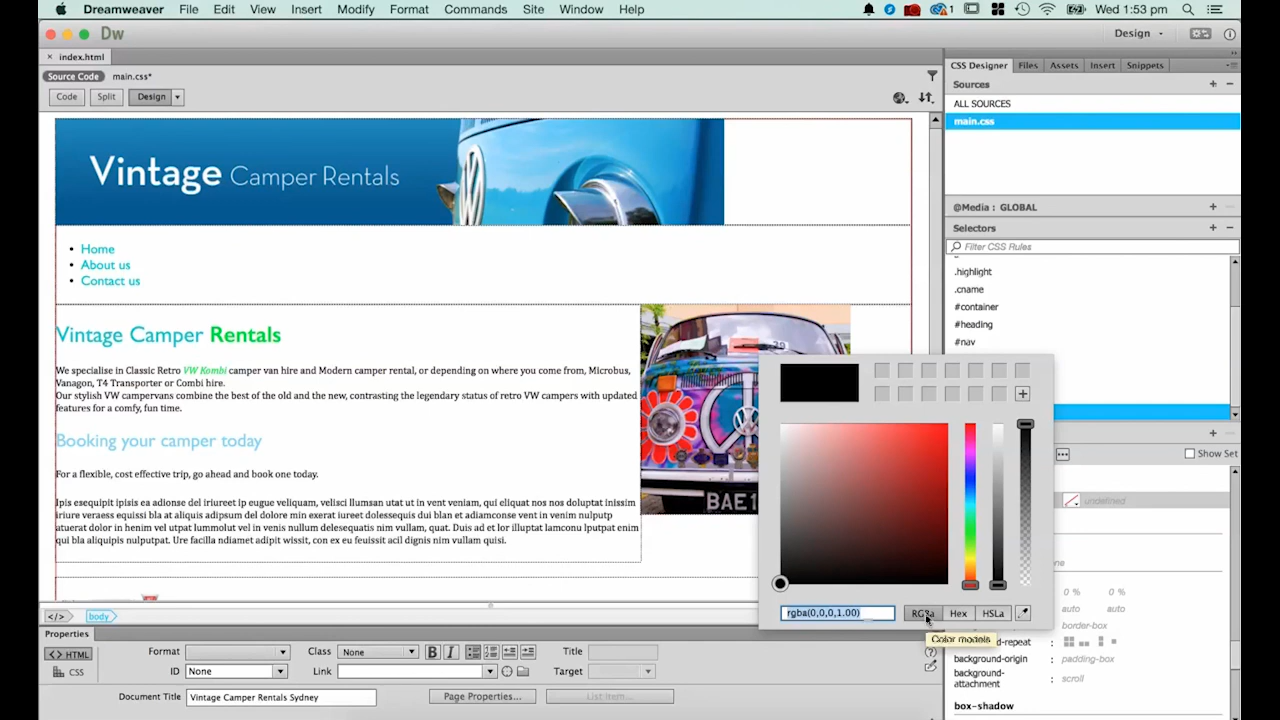 Dreamweaver File Edit View Insert Modify Format Commands Site Window Help 1 Wed 1:53 pm
Dw Design
× index.html
Source Code main.css*
Code Split Design
Vintage Camper Rentals
• Home
• About us
• Contact us
Vintage Camper Rentals
We specialise in Classic Retro VW Kombi camper van hire and Modern camper rental, or depending on where you come from, Microbus,
Vanagon, T4 Transporter or Combi hire.
Our stylish VW campervans combine the best of the old and the new, contrasting the legendary status of retro VW campers with updated
features for a comfy, fun time.
Booking your camper today
For a flexible, cost effective trip, go ahead and book one today.
Ipis exequipit ipisis ea adionse del iriureet ip eugue veliquam, velisci llumsan utat ut in vent veniam, qui eliquat nos nos doluptat inissim
iriure veraess equissi bla at aliquis adipsum dolorem exerci exerat iureet dolorequis dui blan et adiamconse vent in smolupup
atuerat dolor in henim vel utpat lummolut vel in venis nullum delesequatis nim vullam, quat. Duis ad et lor illuptat lamconu lputpat enim
qui bla aliquipis nulputpat. Ure facilla ndiamet adipit wissit, con ex eu feuissit acil dignis nim vullam quisi.
BAE1
</> body
Properties
<> HTML Format Class None B I Title
CSS ID None Link Target
Document Title Vintage Camper Rentals Sydney Page Properties... List Item...
CSS Designer Files Assets Insert Snippets
Sources + −
ALL SOURCES
main.css
@Media : GLOBAL +
Selectors + −
Filter CSS Rules
.highlight
.cname
#container
#heading
#nav
+
rgba(0,0,0,1.00) RGBa Hex HSLa
Color models
Show Set
undefined
0 % 0 %
auto auto
border-box
background-origin padding-box
background-
attachment scroll
box-shadow